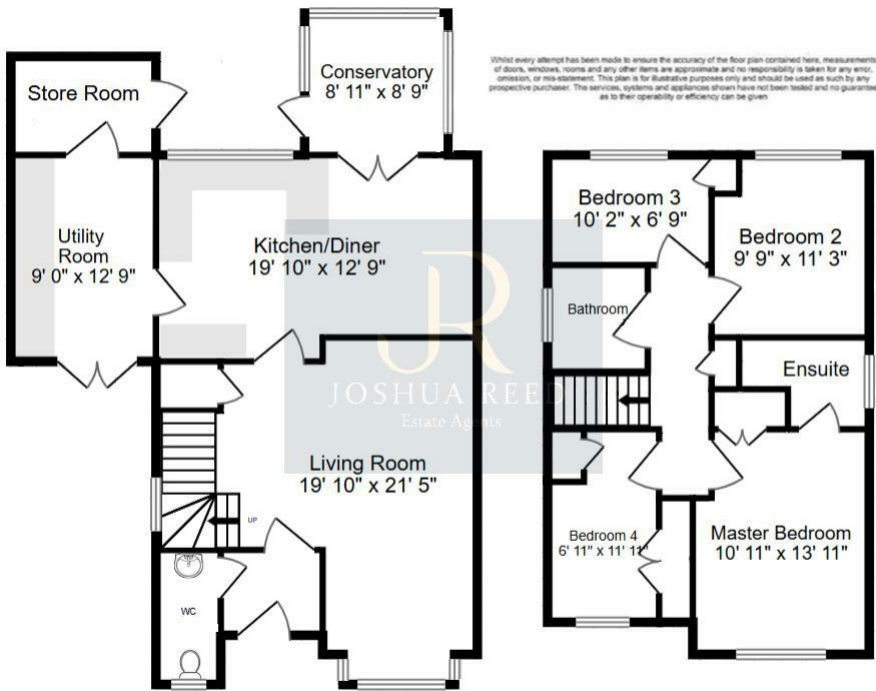 Whilst every attempt has been made to ensure the accuracy of the floor plan contained here, measurements
of doors, windows, rooms and any other items are approximate and no responsibility is taken for any error,
omission, or mis-statement. This plan is for illustrative purposes only and should be used as such by any
prospective purchaser. The services, systems and appliances shown have not been tested and no guarantee
as to their operability or efficiency can be given
Conservatory
8' 11" x 8' 9"
Store Room
Utility
Room
9' 0" x 12' 9"
Kitchen/Diner
19' 10" x 12' 9"
Living Room
19' 10" x 21' 5"
UP
WC
Bedroom 3
10' 2" x 6' 9"
Bedroom 2
9' 9" x 11' 3"
Bathroom
Ensuite
Bedroom 4
6' 11" x 11' 11"
Master Bedroom
10' 11" x 13' 11"
JR
JOSHUA REED
Estate Agents